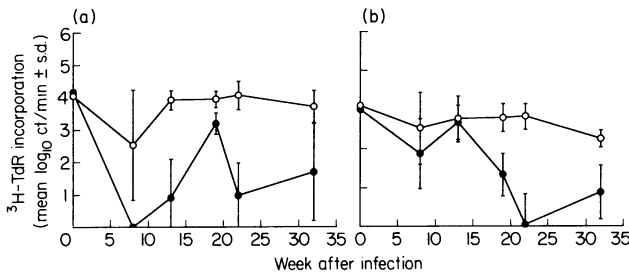 (a)
(b)
³H-TdR incorporation
(mean log₁₀ ct/min ± s.d.)
6
5
4
3
2
1
0 5 10 15 20 25 30 35
0 5 10 15 20 25 30 35
Week after infection